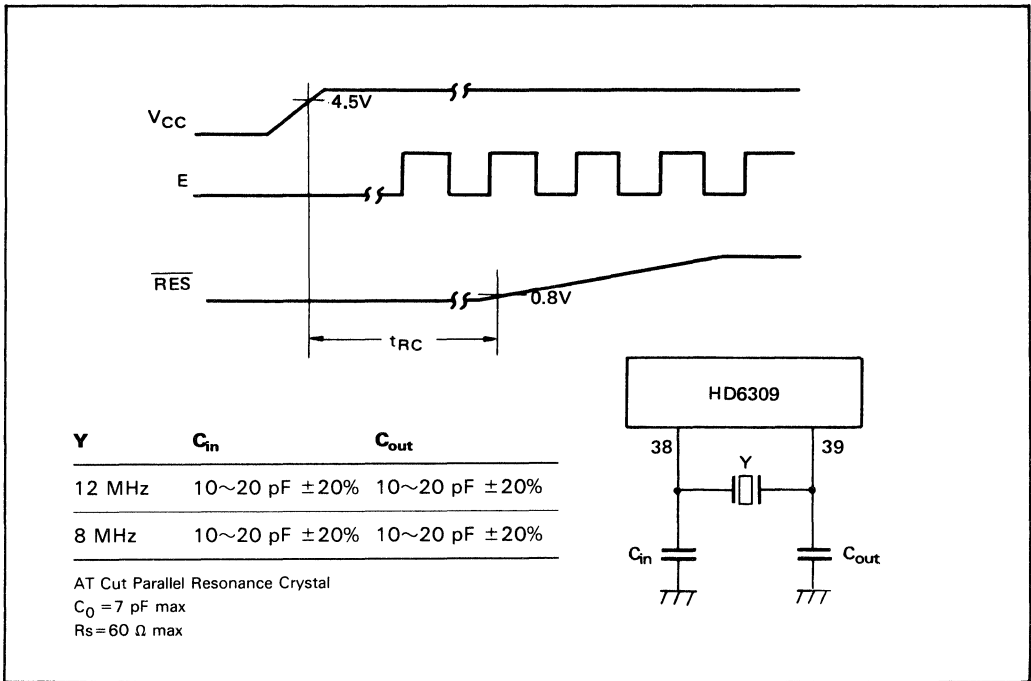 VCC
4.5V
E
RES
0.8V
tRC
HD6309
38
39
Y
Cin
Cout
Y Cin Cout
12 MHz 10~20 pF ±20% 10~20 pF ±20%
8 MHz 10~20 pF ±20% 10~20 pF ±20%
AT Cut Parallel Resonance Crystal
C0 = 7 pF max
Rs = 60 Ω max